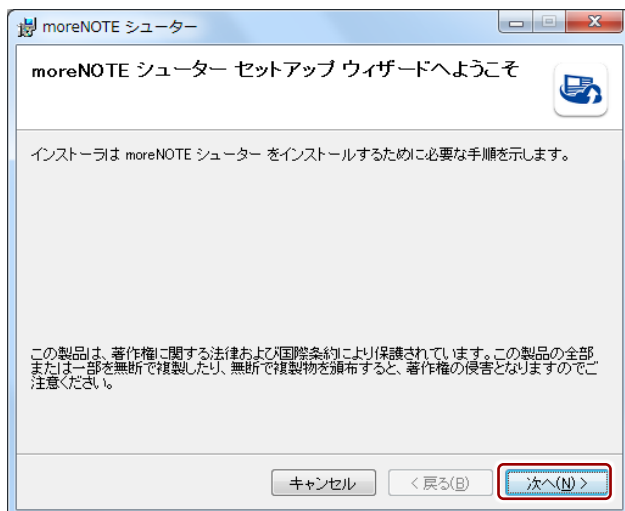 moreNOTE シューター
moreNOTE シューター セットアップ ウィザードへようこそ
インストーラは moreNOTE シューター をインストールするために必要な手順を示します。
この製品は、著作権に関する法律および国際条約により保護されています。この製品の全部
または一部を無断で複製したり、無断で複製物を頒布すると、著作権の侵害となりますのでご
注意ください。
キャンセル
< 戻る(B)
次へ(N) >